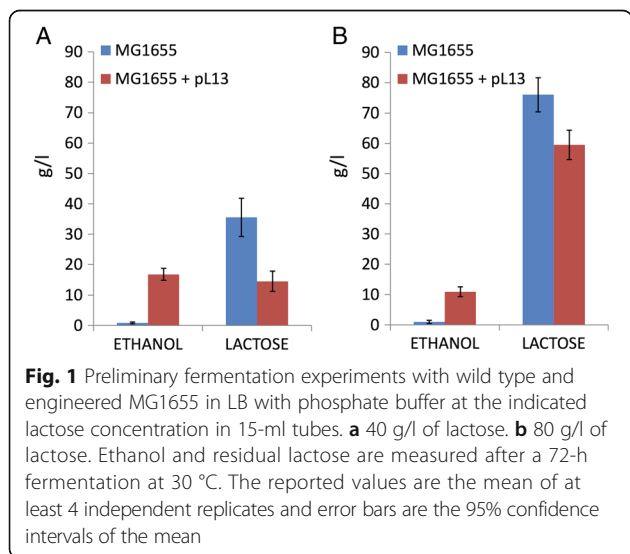 A
B
90
80
70
60
50
40
30
20
10
0
g/l
MG1655
MG1655 + pL13
ETHANOL
LACTOSE
90
80
70
60
50
40
30
20
10
0
g/l
MG1655
MG1655 + pL13
ETHANOL
LACTOSE
Fig. 1 Preliminary fermentation experiments with wild type and
engineered MG1655 in LB with phosphate buffer at the indicated
lactose concentration in 15-ml tubes. a 40 g/l of lactose. b 80 g/l of
lactose. Ethanol and residual lactose are measured after a 72-h
fermentation at 30 °C. The reported values are the mean of at
least 4 independent replicates and error bars are the 95% confidence
intervals of the mean